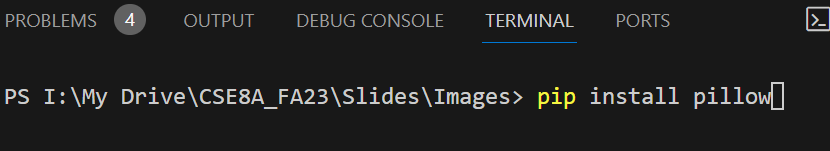 PROBLEMS 4 OUTPUT DEBUG CONSOLE TERMINAL PORTS
PS I:\My Drive\CSE8A_FA23\Slides\Images> pip install pillow